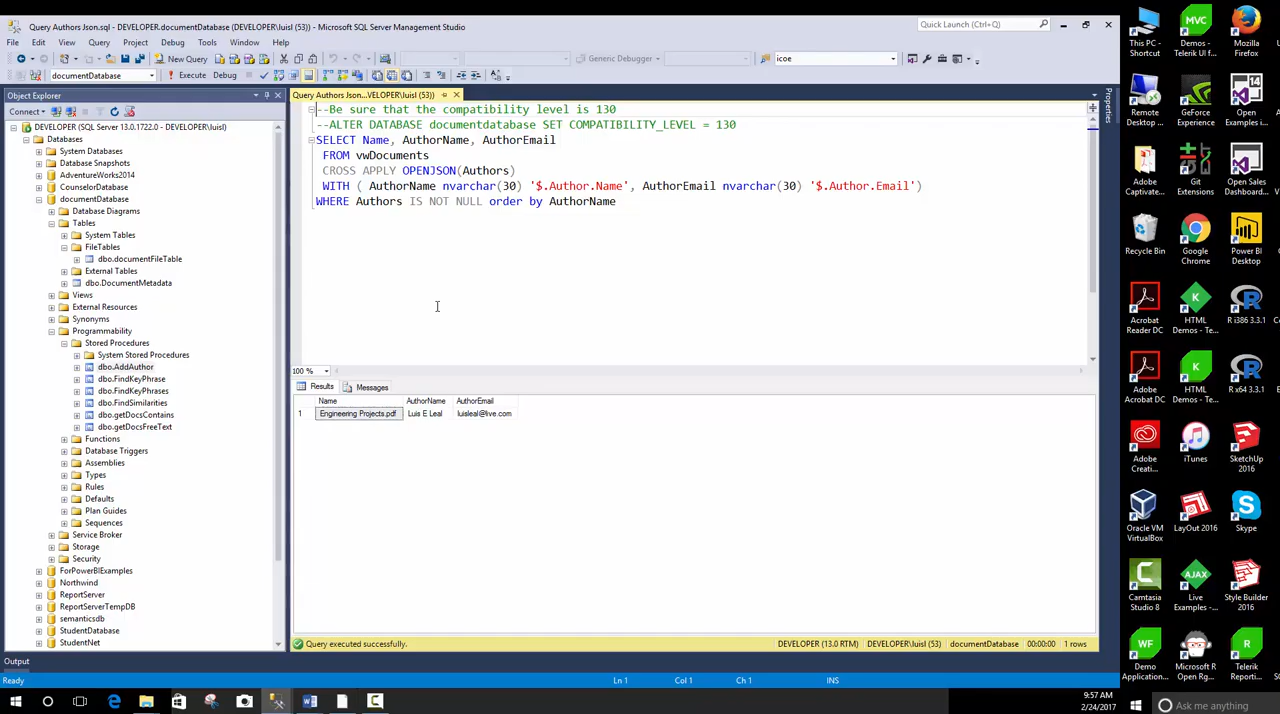 Query Authors Json.sql - DEVELOPER.documentDatabase (DEVELOPER\luisl (53)) - Microsoft SQL Server Management Studio
Quick Launch (Ctrl+Q)
File Edit View Query Project Debug Tools Window Help
New Query
Generic Debugger
icoe
documentDatabase
Execute Debug
Object Explorer
Connect
DEVELOPER (SQL Server 13.0.1722.0 - DEVELOPER\luisl)
Databases
System Databases
Database Snapshots
AdventureWorks2014
CounselorDatabase
documentDatabase
Database Diagrams
Tables
System Tables
FileTables
dbo.documentFileTable
External Tables
dbo.DocumentMetadata
Views
External Resources
Synonyms
Programmability
Stored Procedures
System Stored Procedures
dbo.AddAuthor
dbo.FindKeyPhrase
dbo.FindKeyPhrases
dbo.FindSimilarities
dbo.getDocsContains
dbo.getDocsFreeText
Functions
Database Triggers
Assemblies
Types
Rules
Defaults
Plan Guides
Sequences
Service Broker
Storage
Security
ForPowerBIExamples
Northwind
ReportServer
ReportServerTempDB
semanticsdb
StudentDatabase
StudentNet
Query Authors Json....VELOPER\luisl (53))
--Be sure that the compatibility level is 130
--ALTER DATABASE documentdatabase SET COMPATIBILITY_LEVEL = 130
SELECT Name, AuthorName, AuthorEmail
FROM vwDocuments
CROSS APPLY OPENJSON(Authors)
WITH ( AuthorName nvarchar(30) '$.Author.Name', AuthorEmail nvarchar(30) '$.Author.Email')
WHERE Authors IS NOT NULL order by AuthorName
100 %
Results Messages
Name AuthorName AuthorEmail
1 Engineering Projects.pdf Luis E Leal luisleal@live.com
Query executed successfully.
DEVELOPER (13.0 RTM) DEVELOPER\luisl (53) documentDatabase 00:00:00 1 rows
Properties
Output
Ready
Ln 1 Col 1 Ch 1 INS
This PC - Shortcut
MVC
Demos - Telerik UI f...
Mozilla Firefox
Remote Desktop ...
GeForce Experience
14
Open Examples i...
Adobe Captivate...
Git Extensions
Open Sales Dashboard...
Recycle Bin
Google Chrome
Power BI Desktop
Acrobat Reader DC
HTML Demos - Te...
R i386 3.3.1
Adobe Acrobat DC
HTML Demos - Te...
R x64 3.3.1
Adobe Creati...
iTunes
SketchUp 2016
Oracle VM VirtualBox
LayOut 2016
Skype
Camtasia Studio 8
AJAX
Live Examples -...
Style Builder 2016
WF
Demo Application...
Microsoft R Open Rg...
Telerik Reporti...
9:57 AM
2/24/2017
Ask me anything